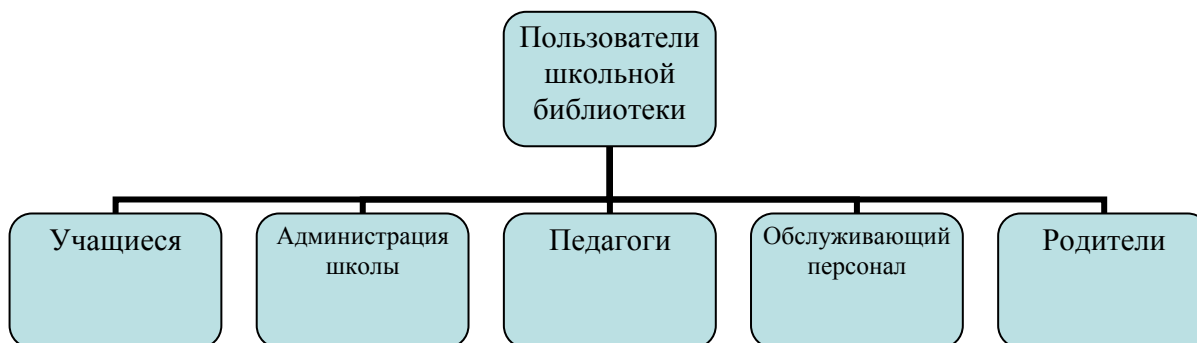 Пользователи
школьной
библиотеки
Учащиеся
Администрация
школы
Педагоги
Обслуживающий
персонал
Родители